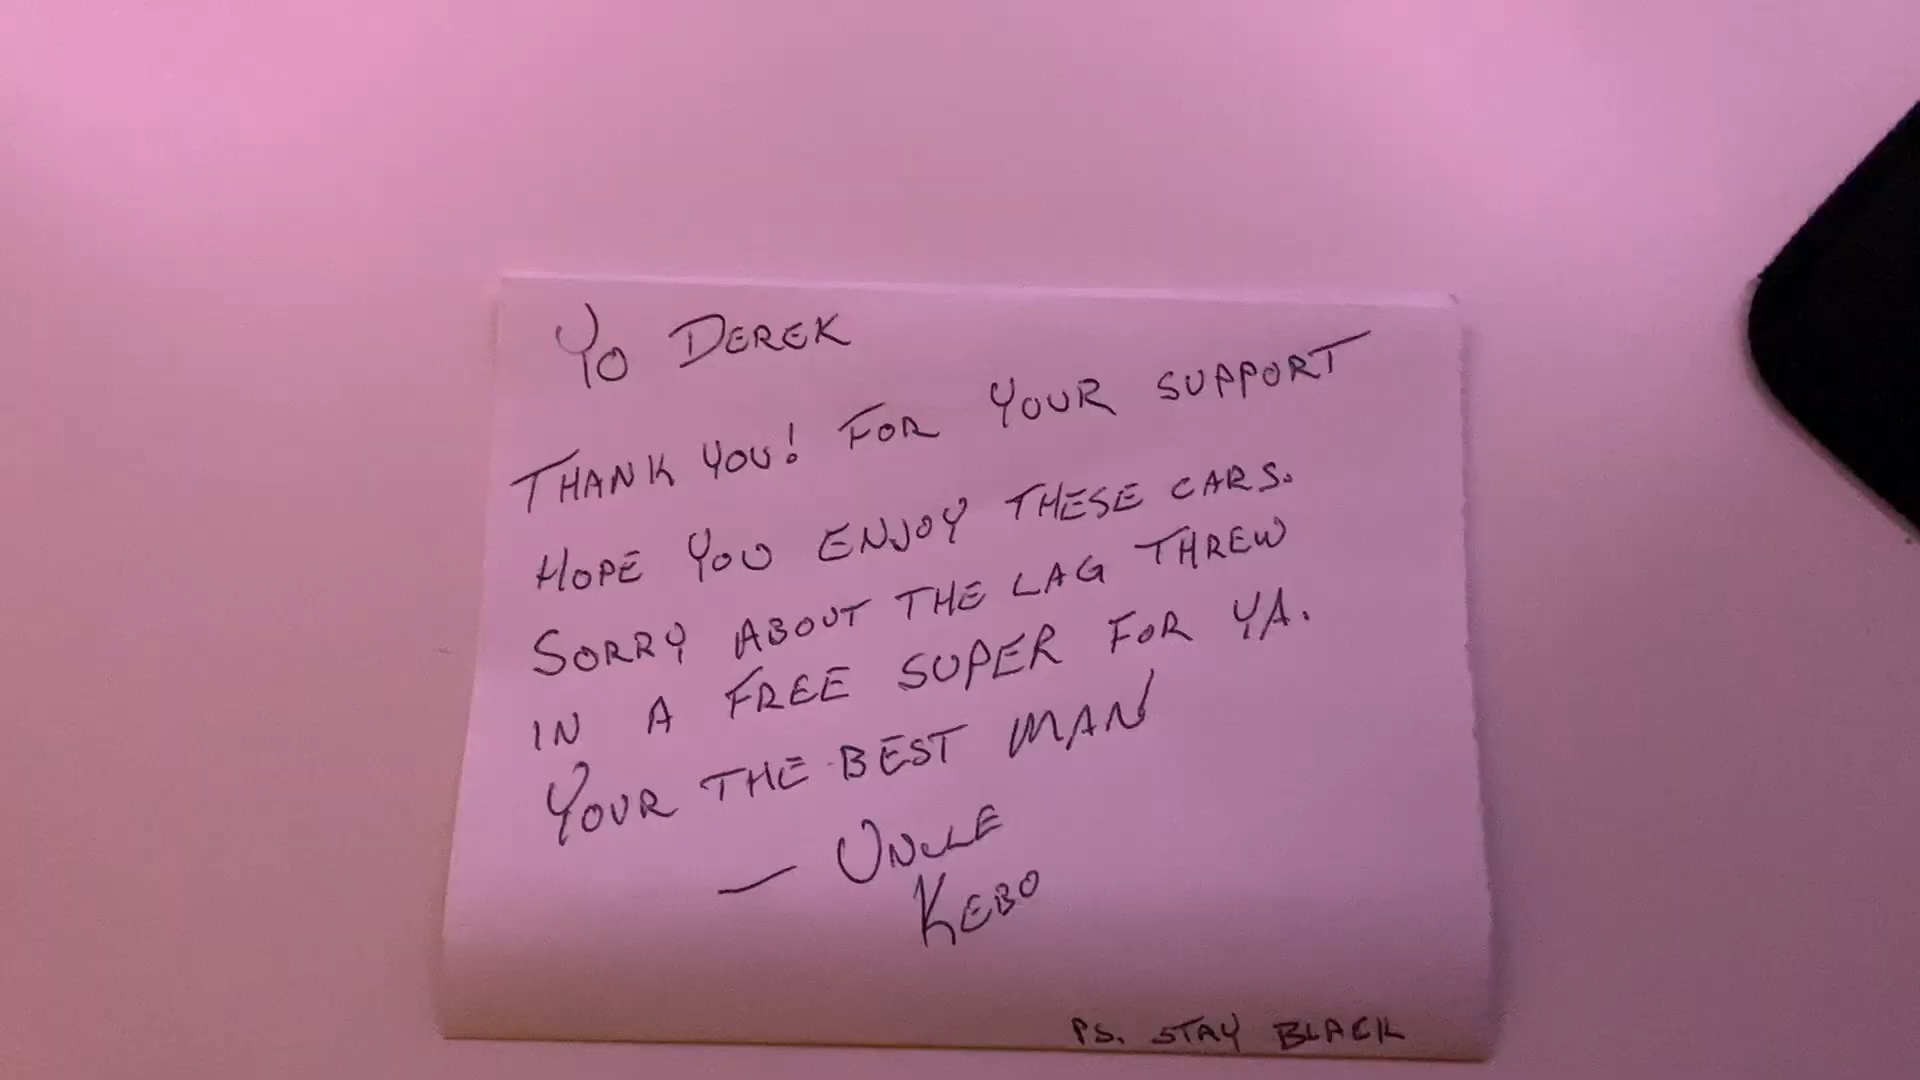 YO DEREK
THANK YOU! FOR YOUR SUPPORT
HOPE YOU ENJOY THESE CARS.
SORRY ABOUT THE LAG THREW
IN A FREE SUPER FOR YA.
YOUR THE BEST MAN!
— UNCLE
KEBO
PS. STAY BLACK